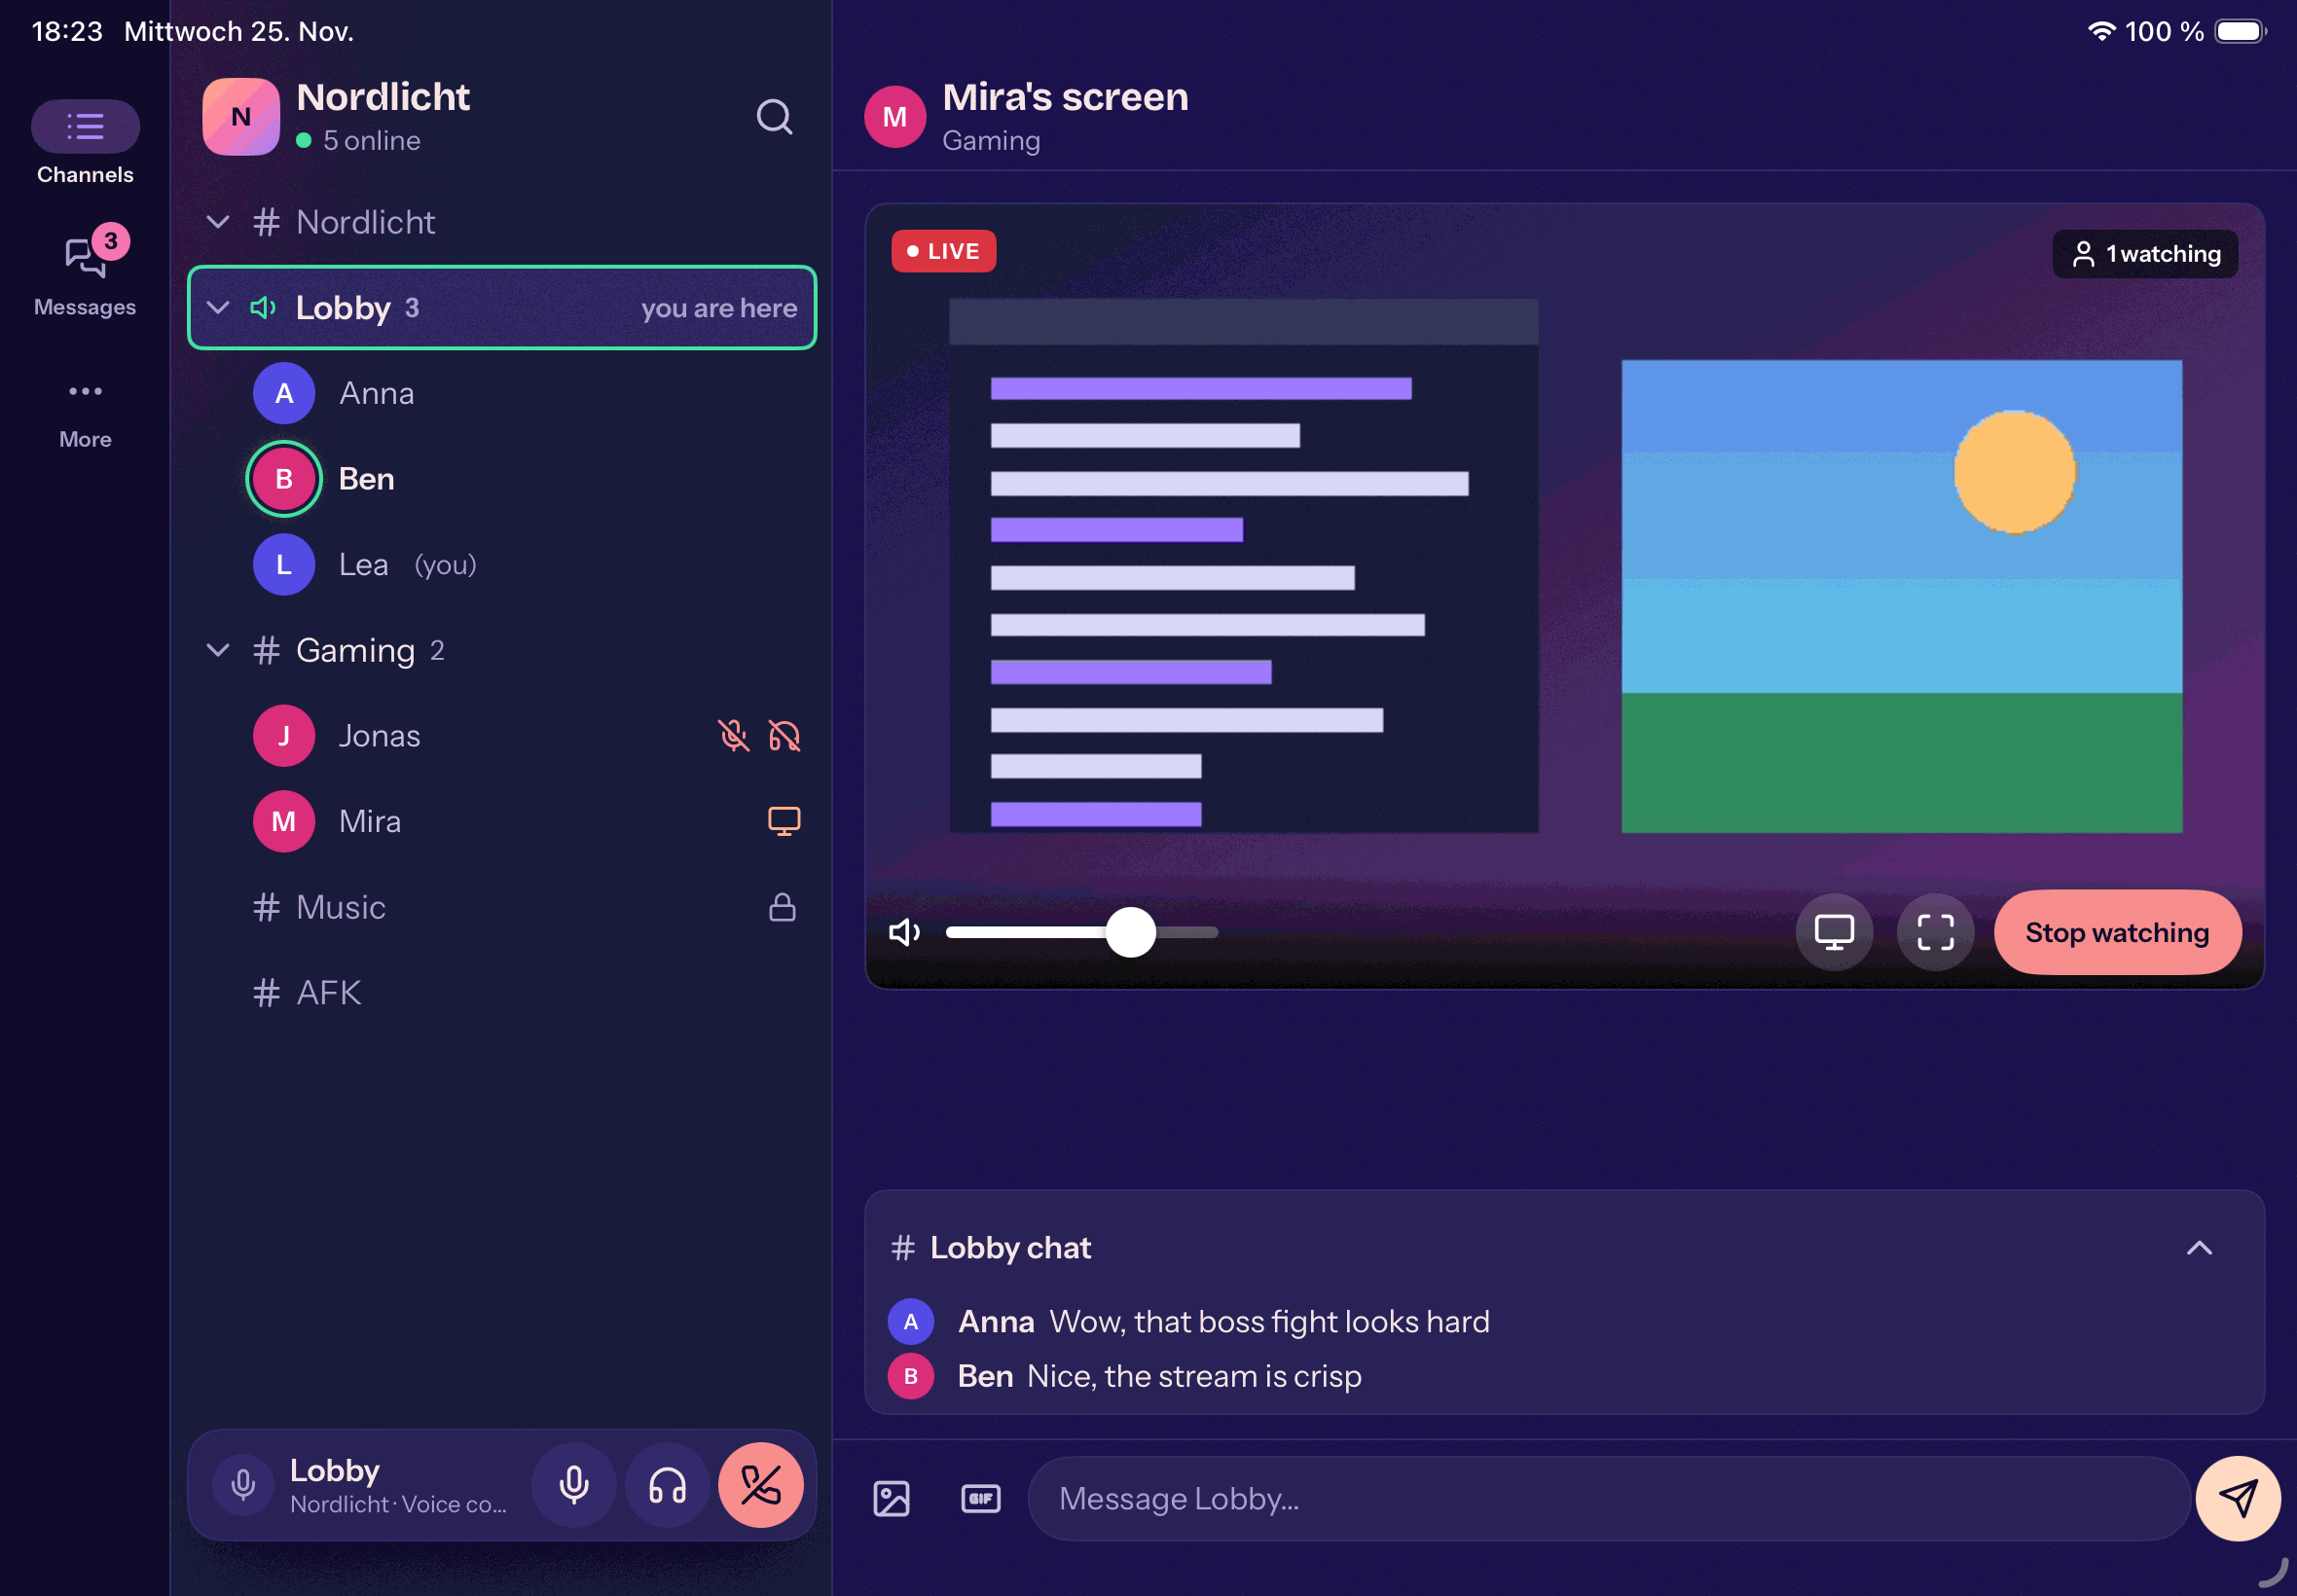 18:23 Mittwoch 25. Nov.
100 %
Channels
3
Messages
More
N
Nordlicht
5 online
# Nordlicht
Lobby 3 you are here
A Anna
B Ben
L Lea (you)
# Gaming 2
J Jonas
M Mira
# Music
# AFK
Lobby
Nordlicht · Voice co...
M
Mira's screen
Gaming
LIVE
1 watching
Stop watching
# Lobby chat
A Anna Wow, that boss fight looks hard
B Ben Nice, the stream is crisp
GIF
Message Lobby...